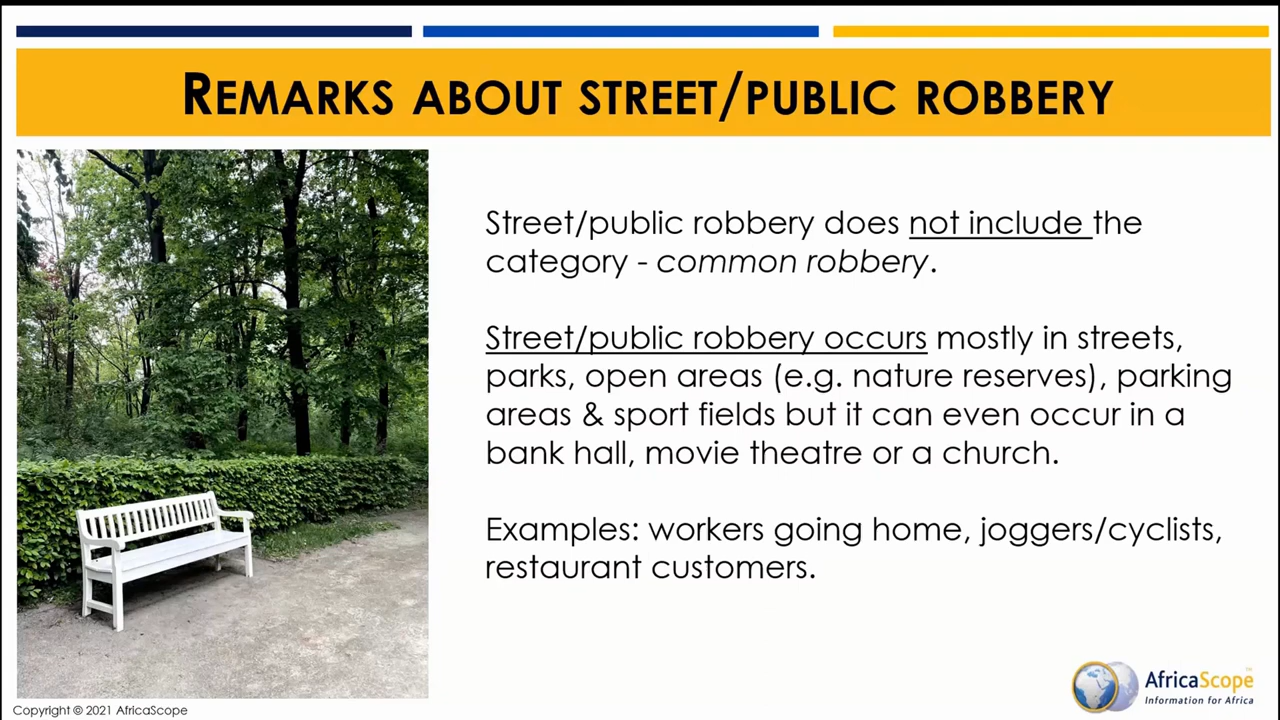 REMARKS ABOUT STREET/PUBLIC ROBBERY
Street/public robbery does not include the
category - common robbery.
Street/public robbery occurs mostly in streets,
parks, open areas (e.g. nature reserves), parking
areas & sport fields but it can even occur in a
bank hall, movie theatre or a church.
Examples: workers going home, joggers/cyclists,
restaurant customers.
AfricaScope™
Information for Africa
Copyright © 2021 AfricaScope